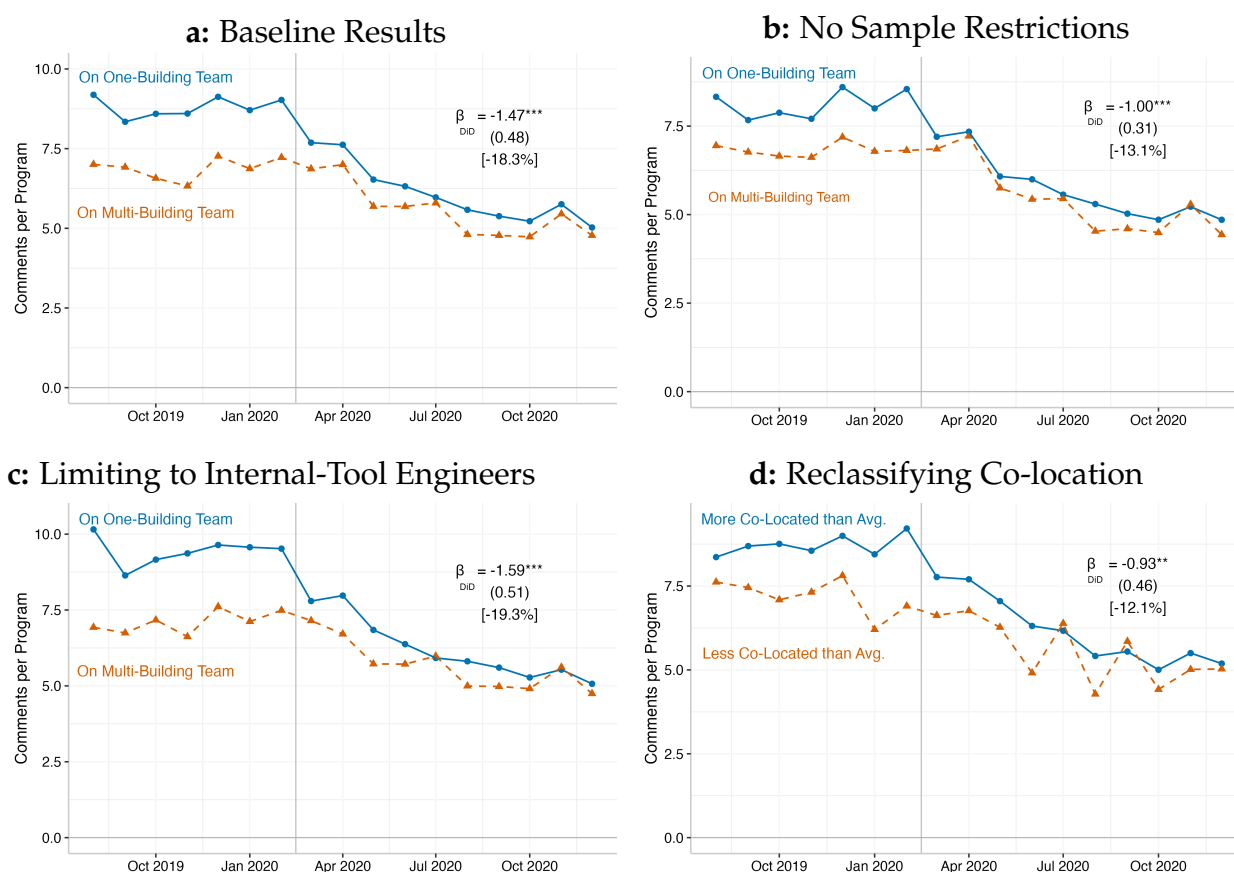 a: Baseline Results
10.0
7.5
5.0
2.5
0.0
Comments per Program
On One-Building Team
On Multi-Building Team
β DiD = -1.47***
(0.48)
[-18.3%]
Oct 2019 Jan 2020 Apr 2020 Jul 2020 Oct 2020
b: No Sample Restrictions
7.5
5.0
2.5
0.0
Comments per Program
On One-Building Team
On Multi-Building Team
β DiD = -1.00***
(0.31)
[-13.1%]
Oct 2019 Jan 2020 Apr 2020 Jul 2020 Oct 2020
c: Limiting to Internal-Tool Engineers
10.0
7.5
5.0
2.5
0.0
Comments per Program
On One-Building Team
On Multi-Building Team
β DiD = -1.59***
(0.51)
[-19.3%]
Oct 2019 Jan 2020 Apr 2020 Jul 2020 Oct 2020
d: Reclassifying Co-location
7.5
5.0
2.5
0.0
Comments per Program
More Co-Located than Avg.
Less Co-Located than Avg.
β DiD = -0.93**
(0.46)
[-12.1%]
Oct 2019 Jan 2020 Apr 2020 Jul 2020 Oct 2020